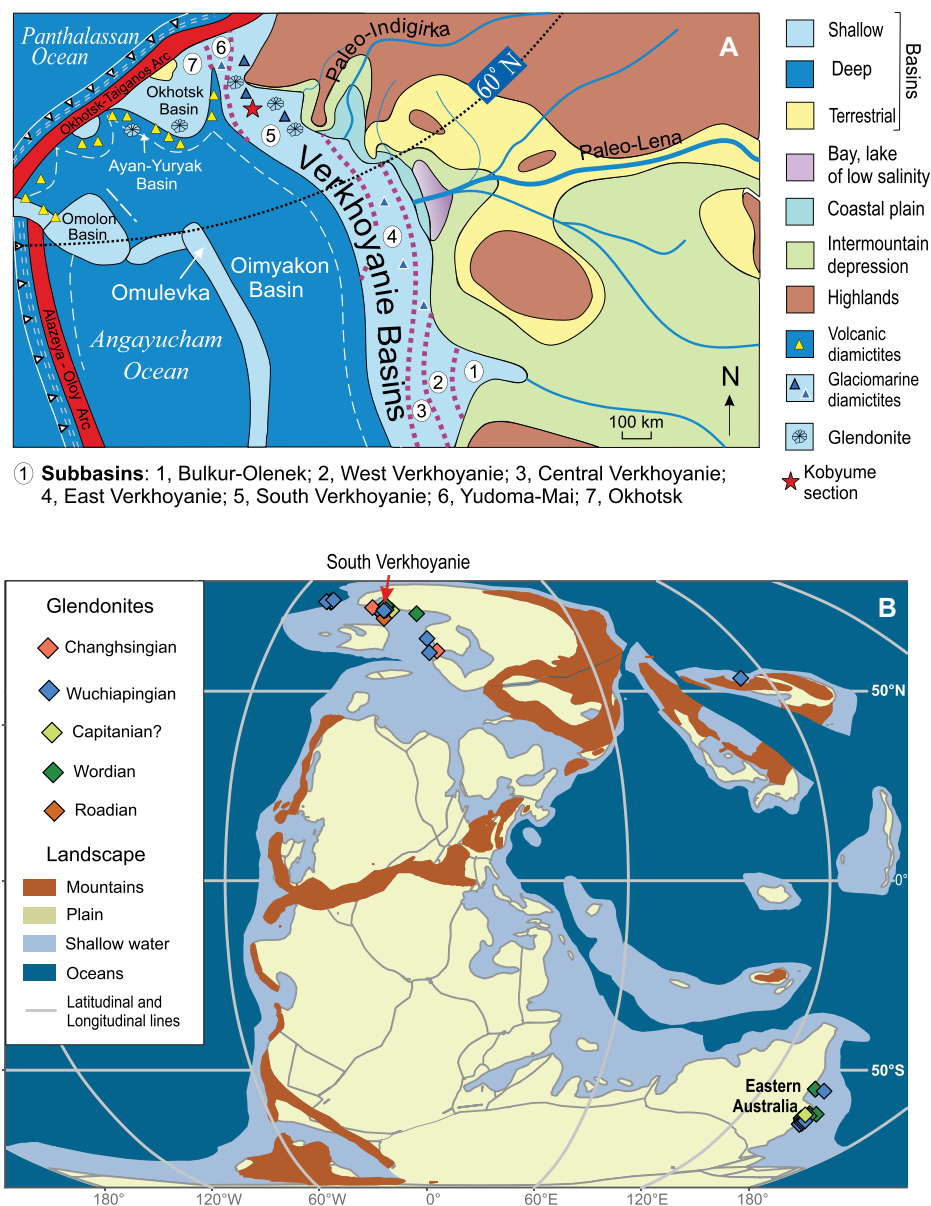 Panthalassan
Ocean
Okhotsk-Taiganos Arc
6
7
Okhotsk
Basin
Paleo-Indigirka
60° N
A
5
Ayan-Yuryak
Basin
Paleo-Lena
Verkhoyanie Basins
Omolon
Basin
4
Omulevka
Oimyakon
Basin
Angayucham
Ocean
Alazeya - Oloy Arc
1
2
3
N
100 km
Shallow
Deep
Terrestrial
Basins
Bay, lake
of low salinity
Coastal plain
Intermountain
depression
Highlands
Volcanic
diamictites
Glaciomarine
diamictites
Glendonite
Kobyume
section
1 Subbasins: 1, Bulkur-Olenek; 2, West Verkhoyanie; 3, Central Verkhoyanie;
4, East Verkhoyanie; 5, South Verkhoyanie; 6, Yudoma-Mai; 7, Okhotsk
South Verkhoyanie
B
Glendonites
Changhsingian
Wuchiapingian
Capitanian?
Wordian
Roadian
Landscape
Mountains
Plain
Shallow water
Oceans
Latitudinal and
Longitudinal lines
50°N
0°
50°S
Eastern
Australia
180° 120°W 60°W 0° 60°E 120°E 180°